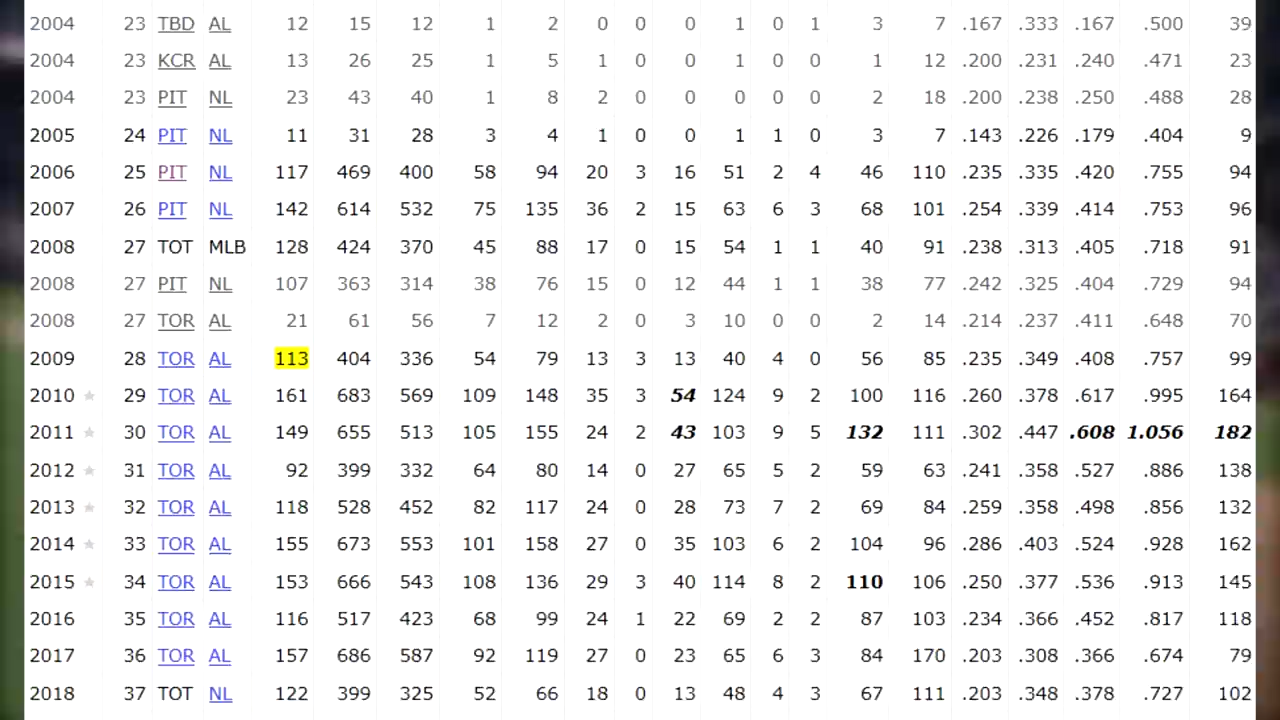 2004 23 TBD AL 12 15 12 1 2 0 0 0 1 0 1 3 7 .167 .333 .167 .500 39
2004 23 KCR AL 13 26 25 1 5 1 0 0 1 0 0 1 12 .200 .231 .240 .471 23
2004 23 PIT NL 23 43 40 1 8 2 0 0 0 0 0 2 18 .200 .238 .250 .488 28
2005 24 PIT NL 11 31 28 3 4 1 0 0 1 1 0 3 7 .143 .226 .179 .404 9
2006 25 PIT NL 117 469 400 58 94 20 3 16 51 2 4 46 110 .235 .335 .420 .755 94
2007 26 PIT NL 142 614 532 75 135 36 2 15 63 6 3 68 101 .254 .339 .414 .753 96
2008 27 TOT MLB 128 424 370 45 88 17 0 15 54 1 1 40 91 .238 .313 .405 .718 91
2008 27 PIT NL 107 363 314 38 76 15 0 12 44 1 1 38 77 .242 .325 .404 .729 94
2008 27 TOR AL 21 61 56 7 12 2 0 3 10 0 0 2 14 .214 .237 .411 .648 70
2009 28 TOR AL 113 404 336 54 79 13 3 13 40 4 0 56 85 .235 .349 .408 .757 99
2010 ★ 29 TOR AL 161 683 569 109 148 35 3 54 124 9 2 100 116 .260 .378 .617 .995 164
2011 ★ 30 TOR AL 149 655 513 105 155 24 2 43 103 9 5 132 111 .302 .447 .608 1.056 182
2012 ★ 31 TOR AL 92 399 332 64 80 14 0 27 65 5 2 59 63 .241 .358 .527 .886 138
2013 ★ 32 TOR AL 118 528 452 82 117 24 0 28 73 7 2 69 84 .259 .358 .498 .856 132
2014 ★ 33 TOR AL 155 673 553 101 158 27 0 35 103 6 2 104 96 .286 .403 .524 .928 162
2015 ★ 34 TOR AL 153 666 543 108 136 29 3 40 114 8 2 110 106 .250 .377 .536 .913 145
2016 35 TOR AL 116 517 423 68 99 24 1 22 69 2 2 87 103 .234 .366 .452 .817 118
2017 36 TOR AL 157 686 587 92 119 27 0 23 65 6 3 84 170 .203 .308 .366 .674 79
2018 37 TOT NL 122 399 325 52 66 18 0 13 48 4 3 67 111 .203 .348 .378 .727 102